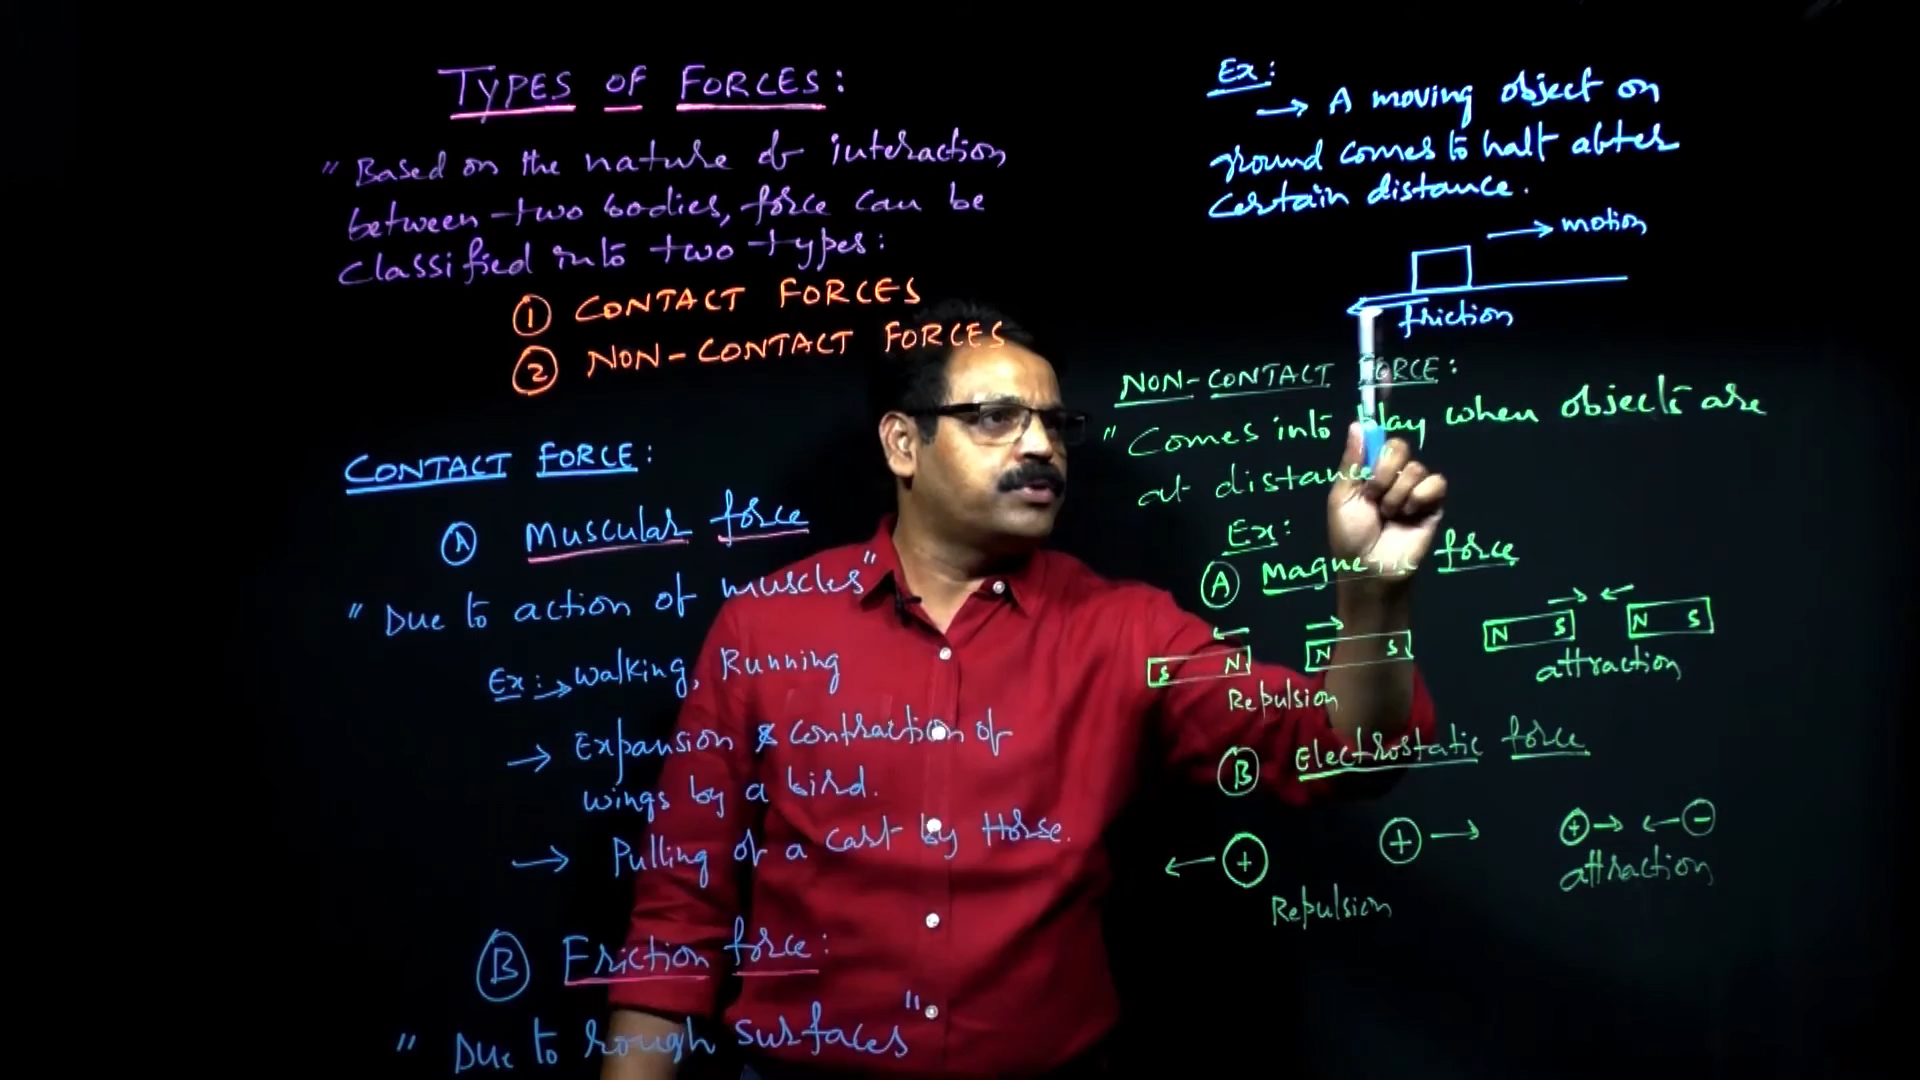 TYPES OF FORCES:
"Based on the nature of interaction
between two bodies, force can be
classified into two types:
① CONTACT FORCES
② NON-CONTACT FORCES
CONTACT FORCE:
Ⓐ Muscular force
"Due to action of muscles"
Ex: → Walking, Running
→ Expansion & contraction of
wings by a bird.
→ Pulling of a cart by Horse.
Ⓑ Friction force:
"Due to rough surfaces"
Ex:
→ A moving object on
ground comes to halt after
certain distance.
→ motion
friction
NON-CONTACT FORCE:
"Comes into play when objects are
at distance"
Ex:
Ⓐ Magnetic force
S N N S N S N S
Repulsion attraction
Ⓑ Electrostatic force
← + + → + → ← −
Repulsion attraction